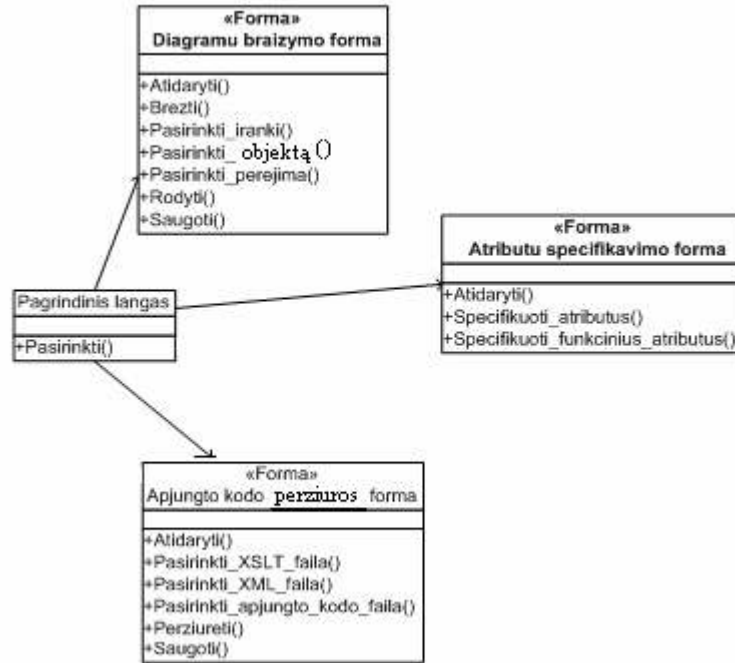 «Forma»
Diagramu braizymo forma
+Atidaryti()
+Brezti()
+Pasirinkti_iranki()
+Pasirinkti_ objektą ()
+Pasirinkti_perejima()
+Rodyti()
+Saugoti()
«Forma»
Atributu specifikavimo forma
+Atidaryti()
+Specifikuoti_atributus()
+Specifikuoti_funkcinius_atributus()
Pagrindinis langas
+Pasirinkti()
«Forma»
Apjungto kodo perziuros forma
+Atidaryti()
+Pasirinkti_XSLT_faila()
+Pasirinkti_XML_faila()
+Pasirinkti_apjungto_kodo_faila()
+Perziureti()
+Saugoti()